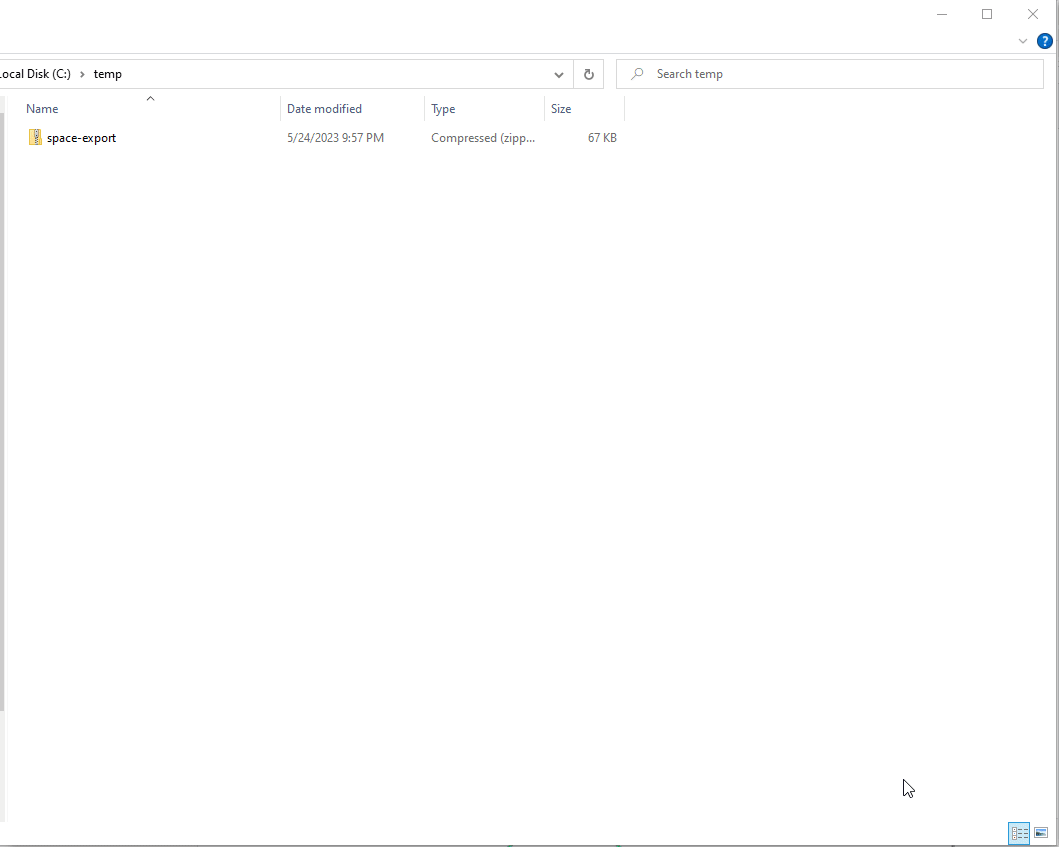 ?
ocal Disk (C:) > temp
Search temp
Name Date modified Type Size
space-export 5/24/2023 9:57 PM Compressed (zipp... 67 KB